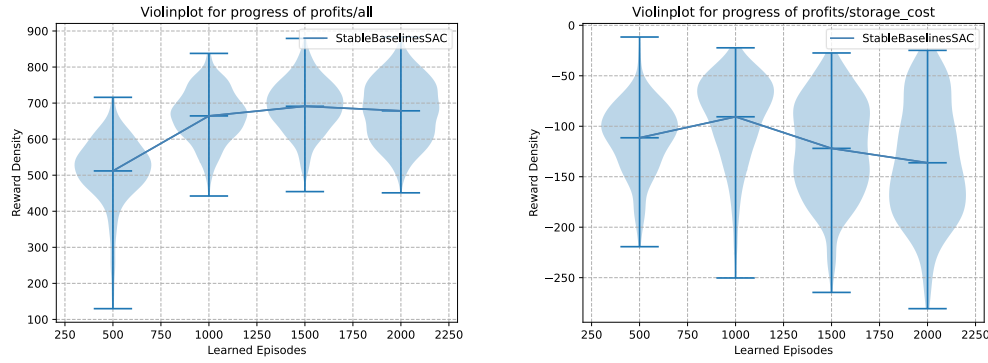 Violinplot for progress of profits/all
StableBaselinesSAC
Reward Density
900
800
700
600
500
400
300
200
100
250 500 750 1000 1250 1500 1750 2000 2250
Learned Episodes
Violinplot for progress of profits/storage_cost
StableBaselinesSAC
Reward Density
0
−50
−100
−150
−200
−250
250 500 750 1000 1250 1500 1750 2000 2250
Learned Episodes